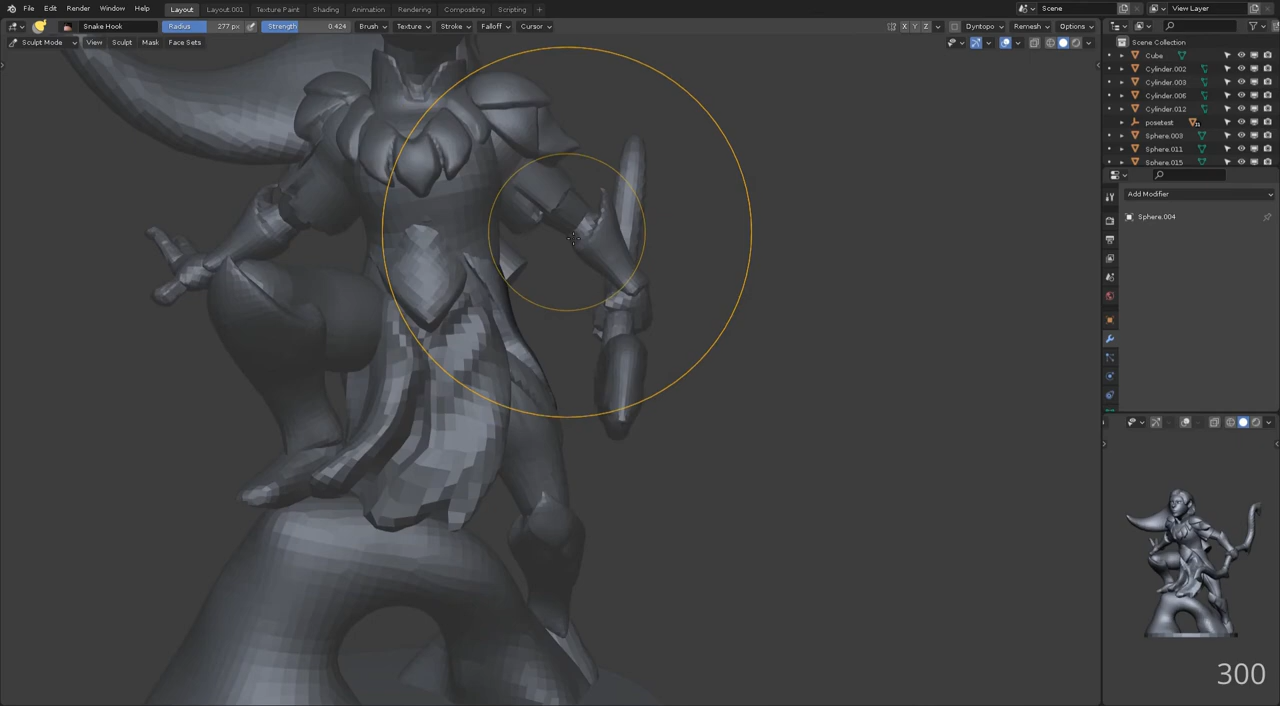 File Edit Render Window Help Layout Layout.001 Texture Paint Shading Animation Rendering Compositing Scripting + Scene View Layer
Snake Hook Radius 277 px Strength 0.424 Brush Texture Stroke Falloff Cursor X Y Z Dyntopo Remesh Options
Sculpt Mode View Sculpt Mask Face Sets
Scene Collection
Cube
Cylinder.002
Cylinder.003
Cylinder.006
Cylinder.012
posetest
Sphere.003
Sphere.011
Sphere.015
Add Modifier
Sphere.004
300